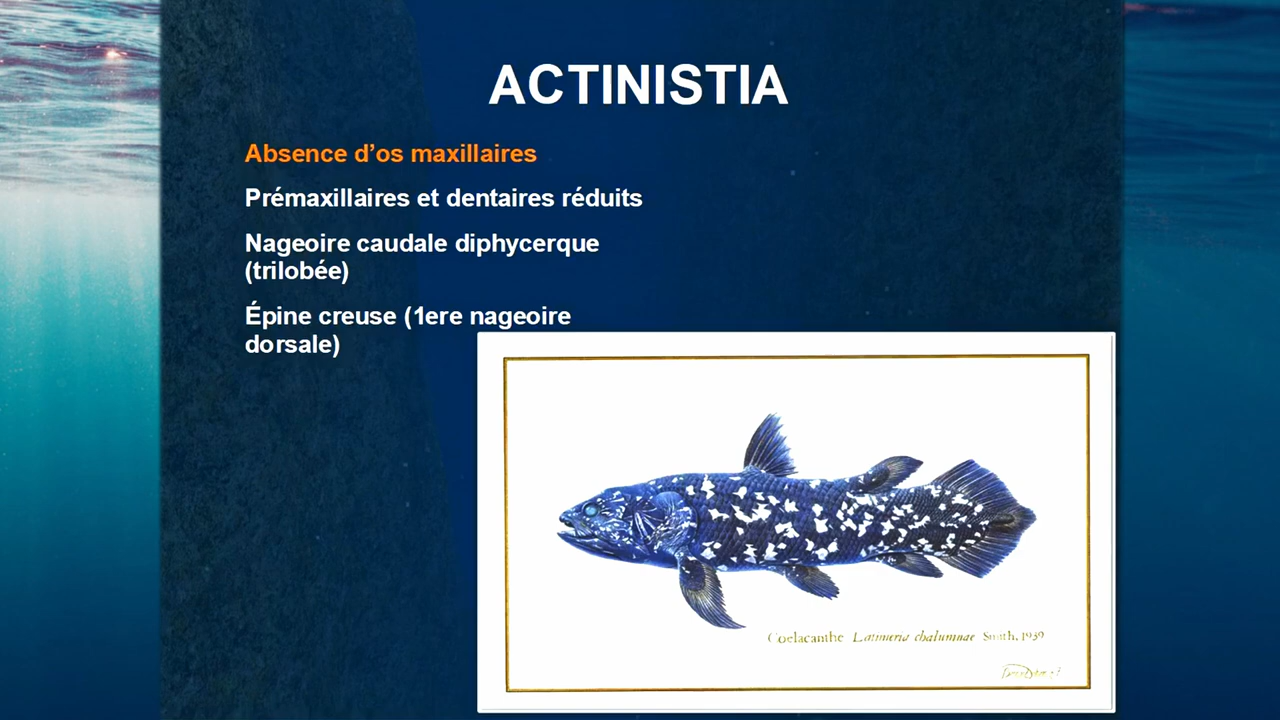 ACTINISTIA
Absence d’os maxillaires
Prémaxillaires et dentaires réduits
Nageoire caudale diphycerque
(trilobée)
Épine creuse (1ere nageoire
dorsale)
Coelacanthe Latimeria chalumnae Smith, 1939